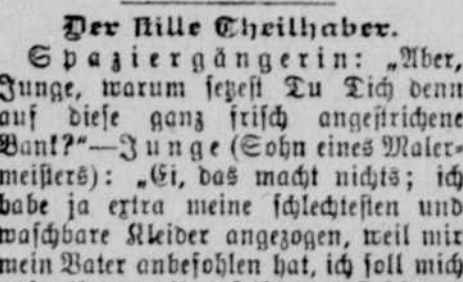 Der stille Theilhaber.
Spaziergängerin: „Aber,
Junge, warum setzest Du Dich denn
auf diese ganz frisch angestrichene
Bank?“—Junge (Sohn eines Maler-
meisters): „Ei, das macht nichts; ich
habe ja extra meine schlechtesten und
waschbare Kleider angezogen, weil mir
mein Vater anbefohlen hat, ich soll mich